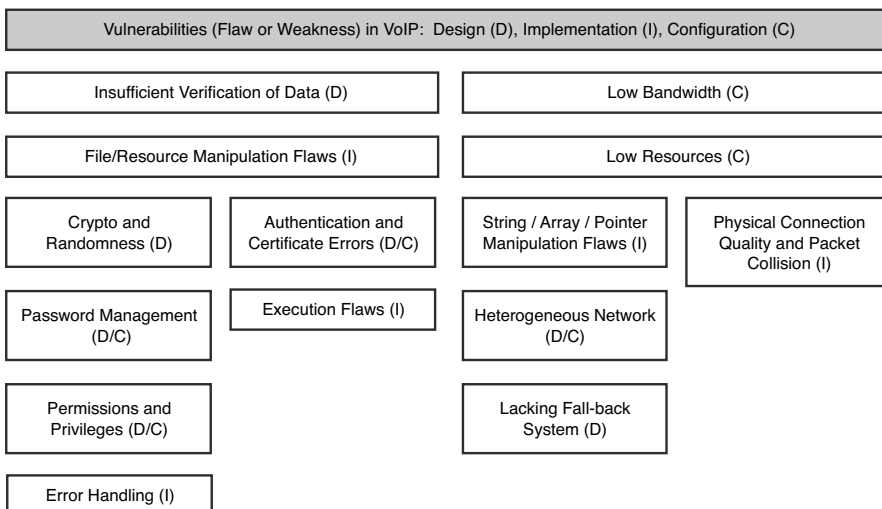 Vulnerabilities (Flaw or Weakness) in VoIP: Design (D), Implementation (I), Configuration (C)
Insufficient Verification of Data (D)
Low Bandwidth (C)
File/Resource Manipulation Flaws (I)
Low Resources (C)
Crypto and
Randomness (D)
Authentication and
Certificate Errors (D/C)
String / Array / Pointer
Manipulation Flaws (I)
Physical Connection
Quality and Packet
Collision (I)
Password Management
(D/C)
Execution Flaws (I)
Heterogeneous Network
(D/C)
Permissions and
Privileges (D/C)
Lacking Fall-back
System (D)
Error Handling (I)